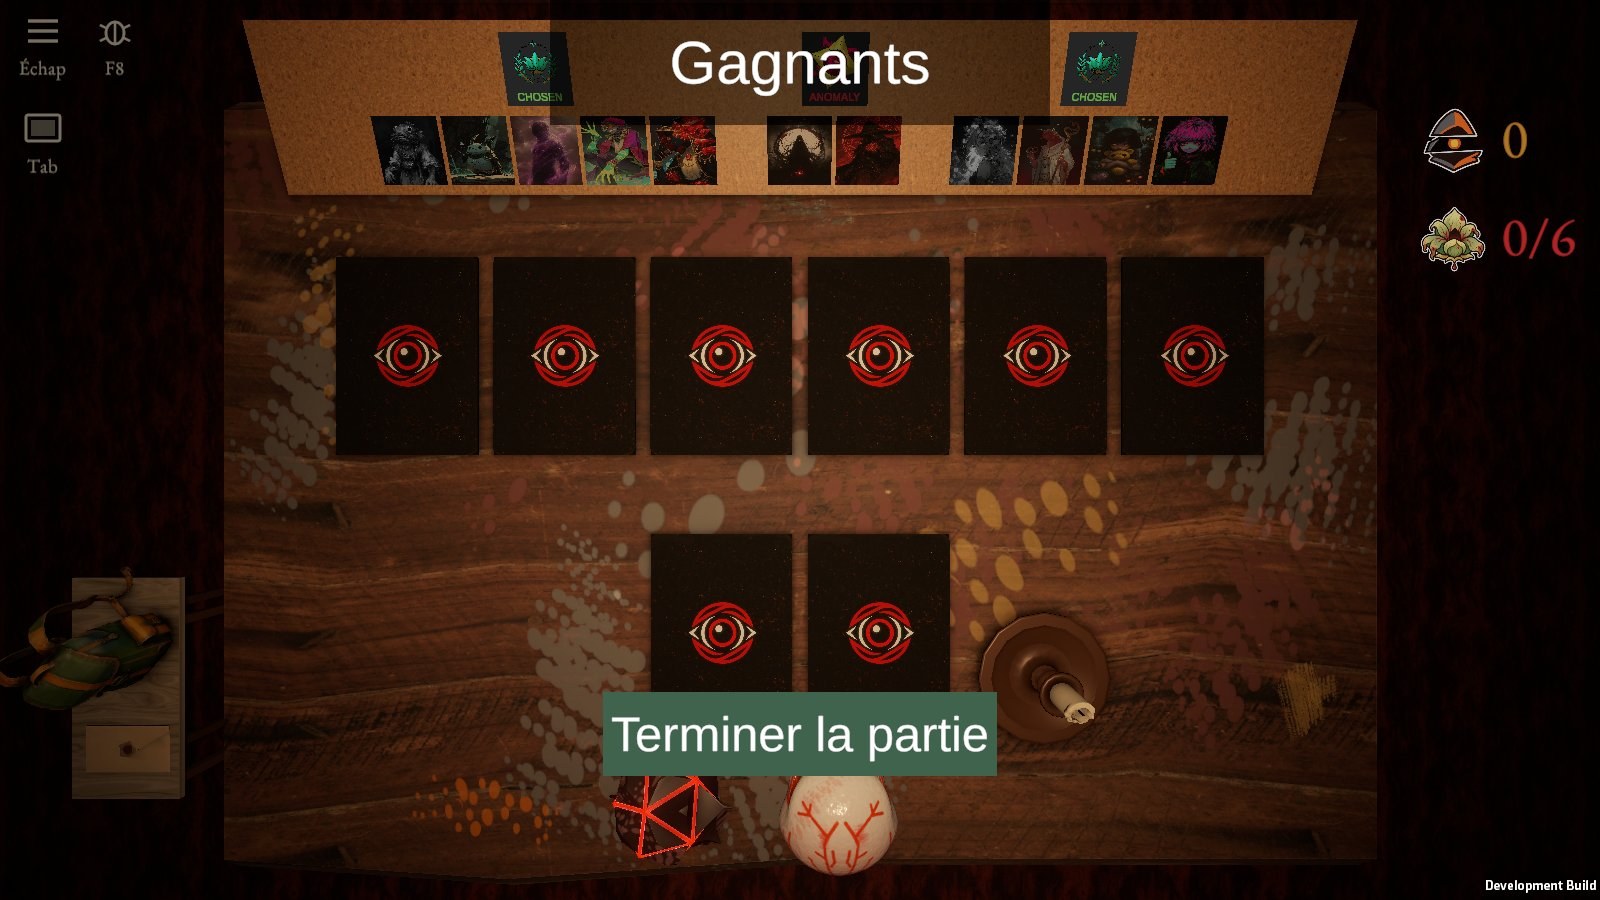 Échap
F8
Tab
Gagnants
CHOSEN
ANOMALY
CHOSEN
0
0/6
Terminer la partie
Development Build